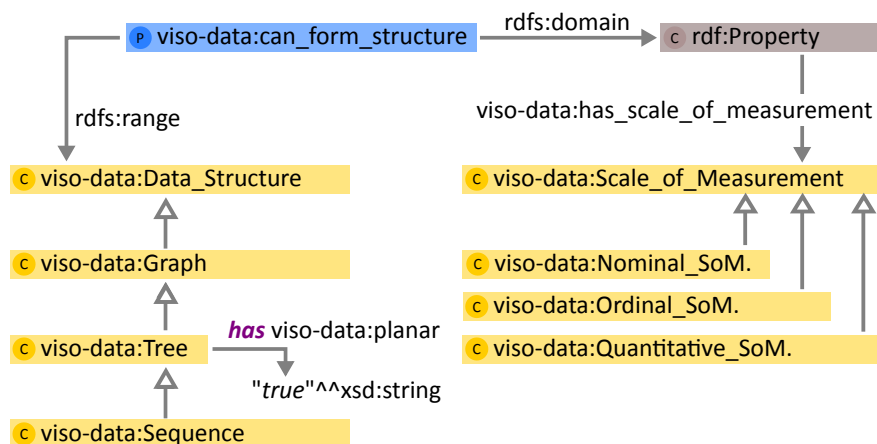 P viso-data:can_form_structure
rdfs:domain
C rdf:Property
rdfs:range
viso-data:has_scale_of_measurement
C viso-data:Data_Structure
C viso-data:Scale_of_Measurement
C viso-data:Graph
C viso-data:Nominal_SoM.
C viso-data:Ordinal_SoM.
C viso-data:Tree
has viso-data:planar
C viso-data:Quantitative_SoM.
"true"^^xsd:string
C viso-data:Sequence